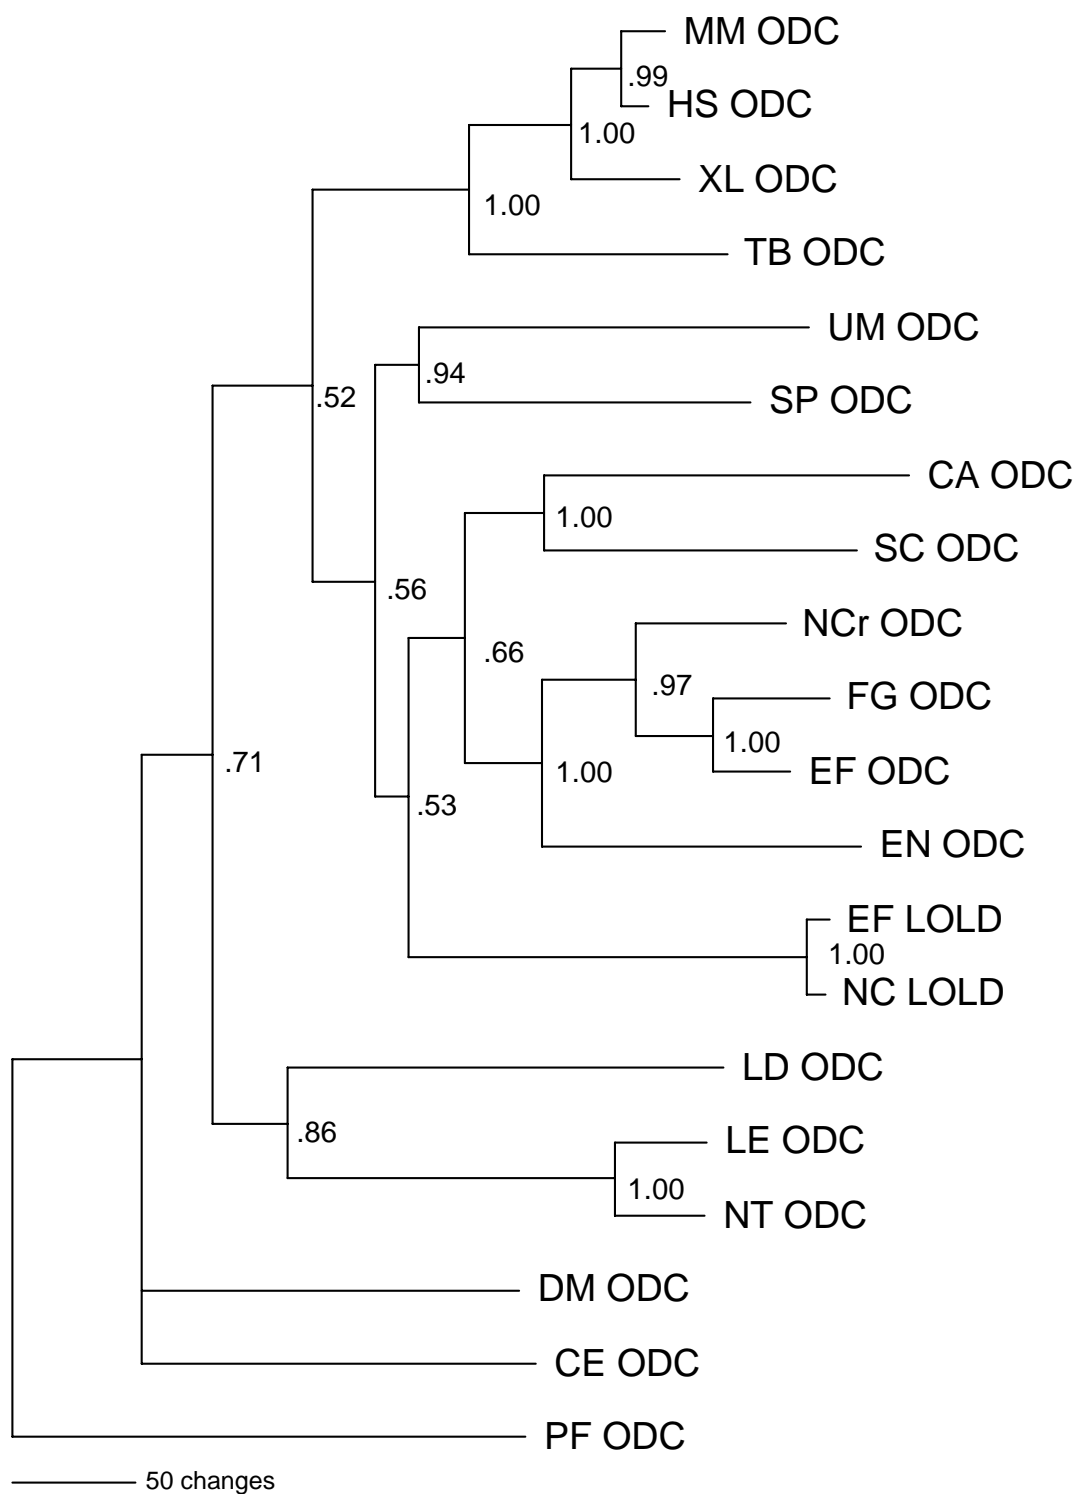 MM ODC
.99
HS ODC
1.00
XL ODC
1.00
TB ODC
UM ODC
.94
.52
SP ODC
CA ODC
1.00
SC ODC
.56
NCr ODC
.66
.97
FG ODC
1.00
.71
EF ODC
1.00
.53
EN ODC
EF LOLD
1.00
NC LOLD
LD ODC
.86
LE ODC
1.00
NT ODC
DM ODC
CE ODC
PF ODC
50 changes